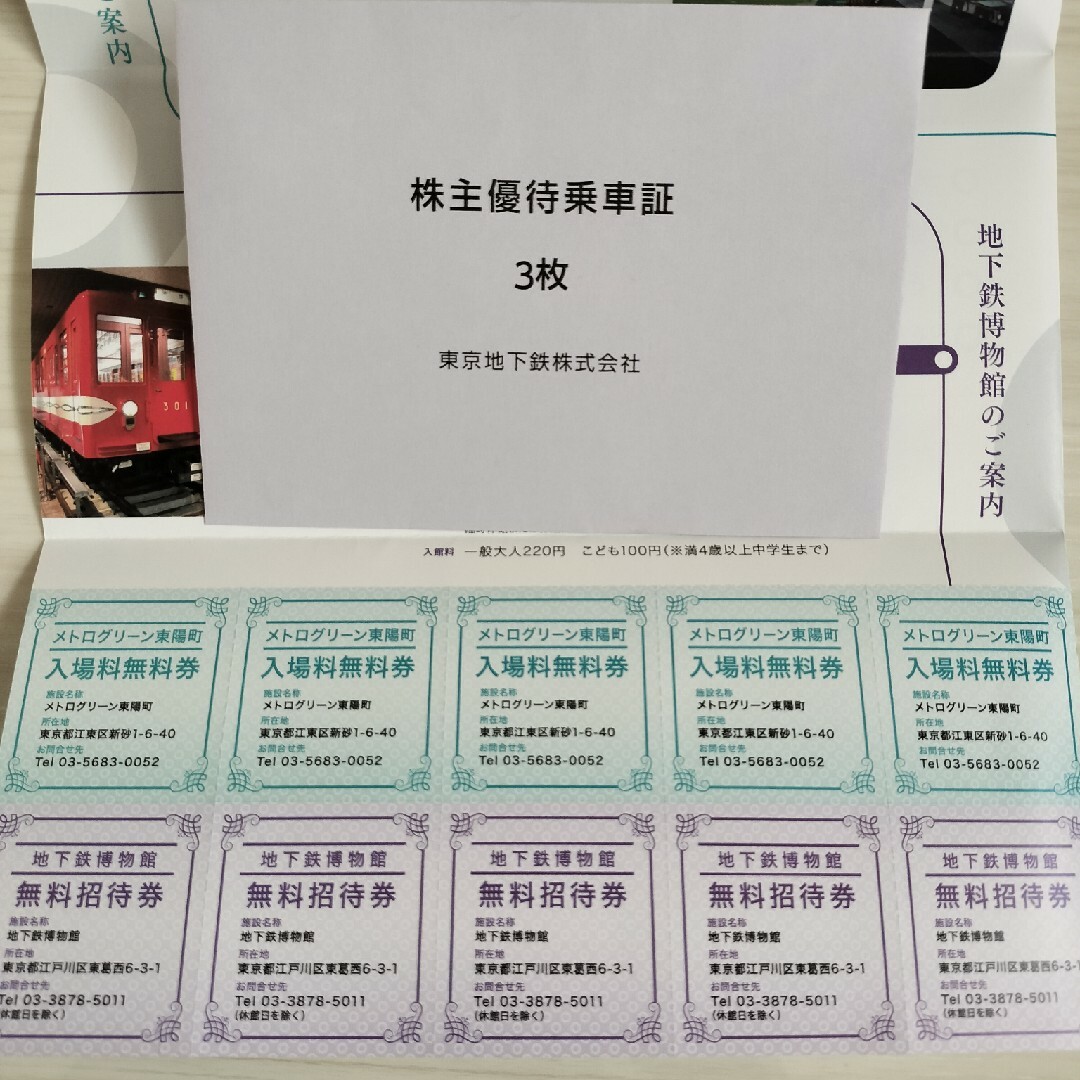 ご案内
株主優待乗車証
3枚
東京地下鉄株式会社
地下鉄博物館のご案内
301
入館料 一般大人220円 こども100円(※満4歳以上中学生まで)
メトログリーン東陽町
入場料無料券
施設名称
メトログリーン東陽町
所在地
東京都江東区新砂1-6-40
お問合せ先
Tel 03-5683-0052
メトログリーン東陽町
入場料無料券
施設名称
メトログリーン東陽町
所在地
東京都江東区新砂1-6-40
お問合せ先
Tel 03-5683-0052
メトログリーン東陽町
入場料無料券
施設名称
メトログリーン東陽町
所在地
東京都江東区新砂1-6-40
お問合せ先
Tel 03-5683-0052
メトログリーン東陽町
入場料無料券
施設名称
メトログリーン東陽町
所在地
東京都江東区新砂1-6-40
お問合せ先
Tel 03-5683-0052
メトログリーン東陽町
入場料無料券
施設名称
メトログリーン東陽町
所在地
東京都江東区新砂1-6-40
お問合せ先
Tel 03-5683-0052
地下鉄博物館
無料招待券
施設名称
地下鉄博物館
所在地
東京都江戸川区東葛西6-3-1
お問合せ先
Tel 03-3878-5011
(休館日を除く)
地下鉄博物館
無料招待券
施設名称
地下鉄博物館
所在地
東京都江戸川区東葛西6-3-1
お問合せ先
Tel 03-3878-5011
(休館日を除く)
地下鉄博物館
無料招待券
施設名称
地下鉄博物館
所在地
東京都江戸川区東葛西6-3-1
お問合せ先
Tel 03-3878-5011
(休館日を除く)
地下鉄博物館
無料招待券
施設名称
地下鉄博物館
所在地
東京都江戸川区東葛西6-3-1
お問合せ先
Tel 03-3878-5011
(休館日を除く)
地下鉄博物館
無料招待券
施設名称
地下鉄博物館
所在地
東京都江戸川区東葛西6-3-1
お問合せ先
Tel 03-3878-5011
(休館日を除く)